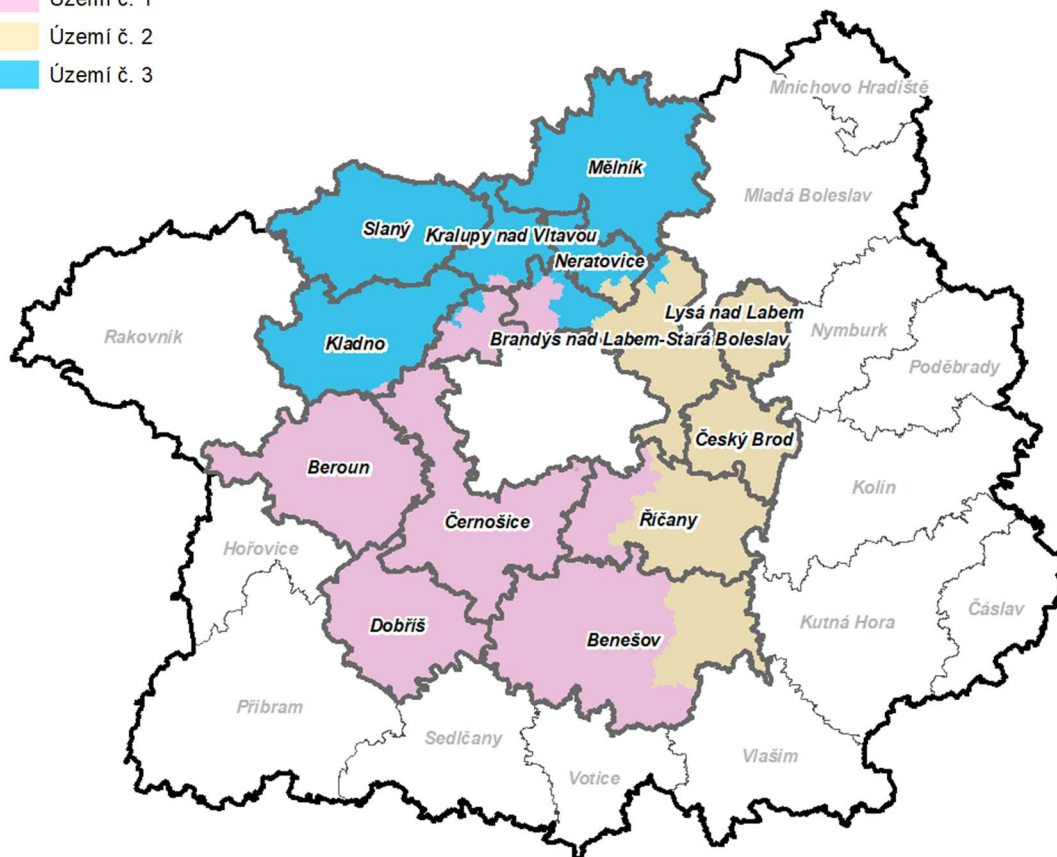 Území č. 1
Území č. 2
Území č. 3
Mnichovo Hradiště
Mělník
Mladá Boleslav
Slaný
Kralupy nad Vltavou
Neratovice
Lysá nad Labem
Nymburk
Rakovník
Kladno
Brandýs nad Labem-Stará Boleslav
Poděbrady
Český Brod
Beroun
Kolín
Černošice
Říčany
Hořovice
Čáslav
Dobříš
Benešov
Kutná Hora
Příbram
Sedlčany
Vlašim
Votice